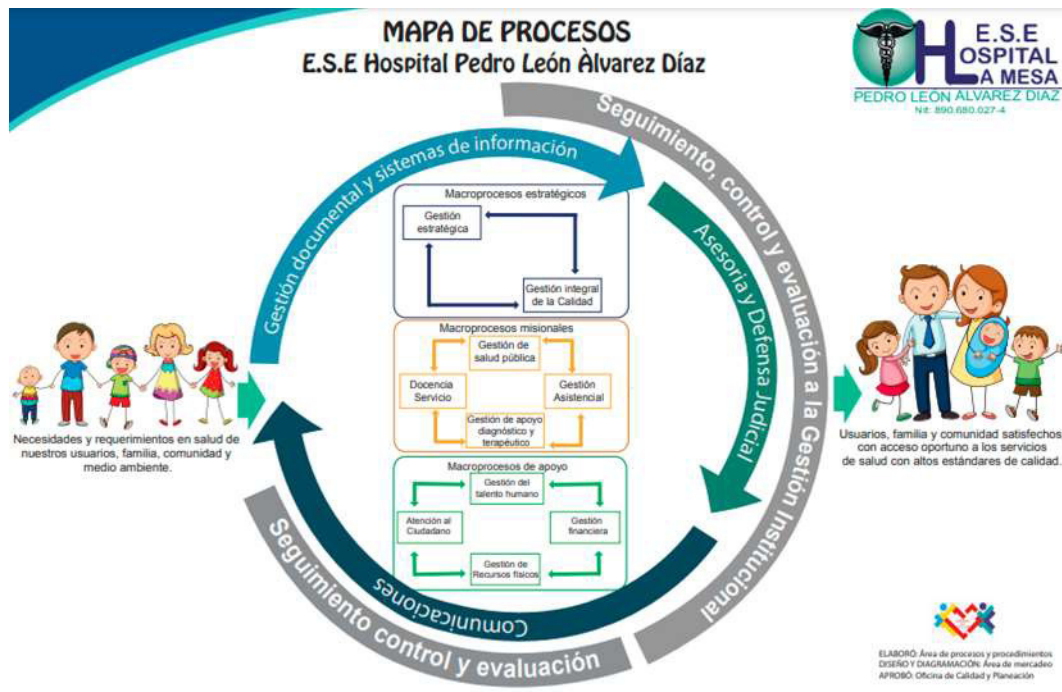 MAPA DE PROCESOS
E.S.E Hospital Pedro León Àlvarez Díaz
E.S.E
HOSPITAL
LA MESA
PEDRO LEÓN ÀLVAREZ DIAZ
Nit: 890.680.027-4
Seguimiento, control y evaluación a la Gestión Institucional
Gestión documental y sistemas de información
Asesoria y Defensa Judicial
Macroprocesos estratégicos
Gestión
estratégica
Gestión integral
de la Calidad
Macroprocesos misionales
Gestión de
salud pública
Docencia
Servicio
Gestión
Asistencial
Gestión de apoyo
diagnóstico y
terapéutico
Macroprocesos de apoyo
Gestión del
talento humano
Atención al
Ciudadano
Gestión
financiera
Gestión de
Recursos físicos
Comunicaciones
Seguimiento control y evaluación
Necesidades y requerimientos en salud de
nuestros usuarios, familia, comunidad y
medio ambiente.
Usuarios, familia y comunidad satisfechos
con acceso oportuno a los servicios
de salud con altos estándares de calidad.
ELABORÓ: Área de procesos y procedimientos
DISEÑO Y DIAGRAMACIÓN: Área de mercadeo
APROBÓ: Oficina de Calidad y Planeación